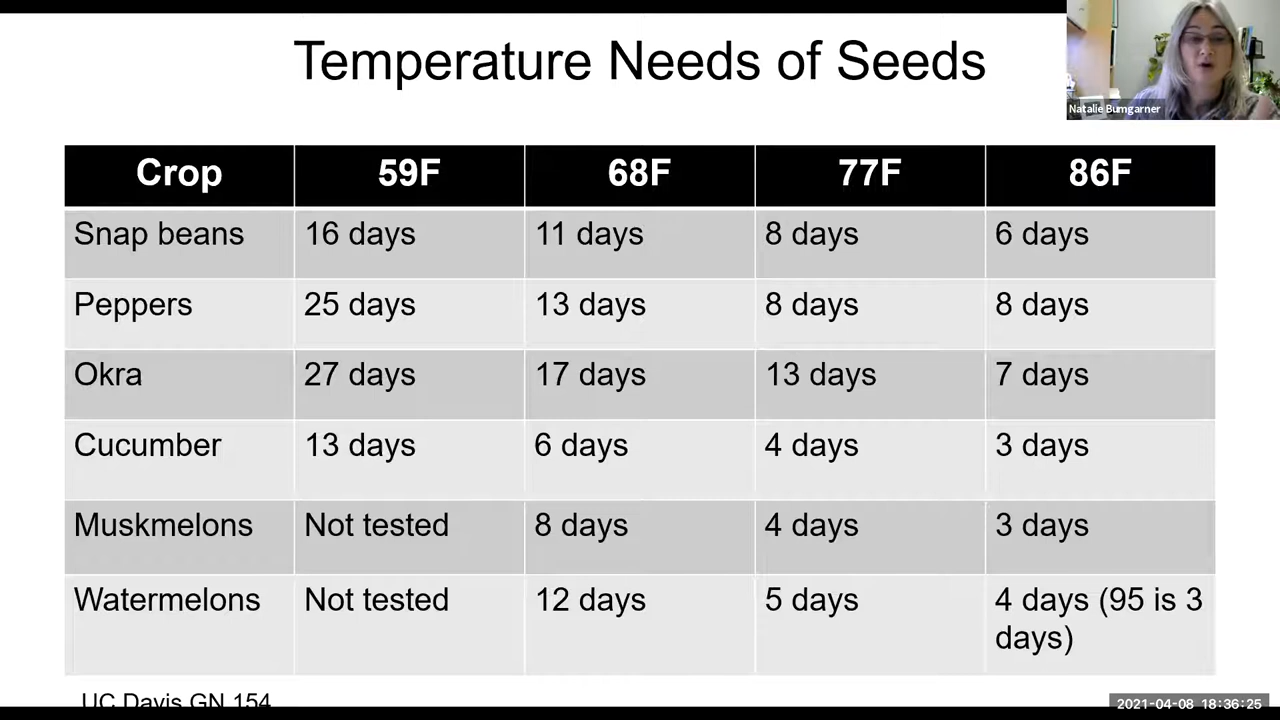 Temperature Needs of Seeds
Natalie Bumgarner
Crop 59F 68F 77F 86F
Snap beans 16 days 11 days 8 days 6 days
Peppers 25 days 13 days 8 days 8 days
Okra 27 days 17 days 13 days 7 days
Cucumber 13 days 6 days 4 days 3 days
Muskmelons Not tested 8 days 4 days 3 days
Watermelons Not tested 12 days 5 days 4 days (95 is 3
days)
UC Davis GN 154
2021-04-08 18:36:25